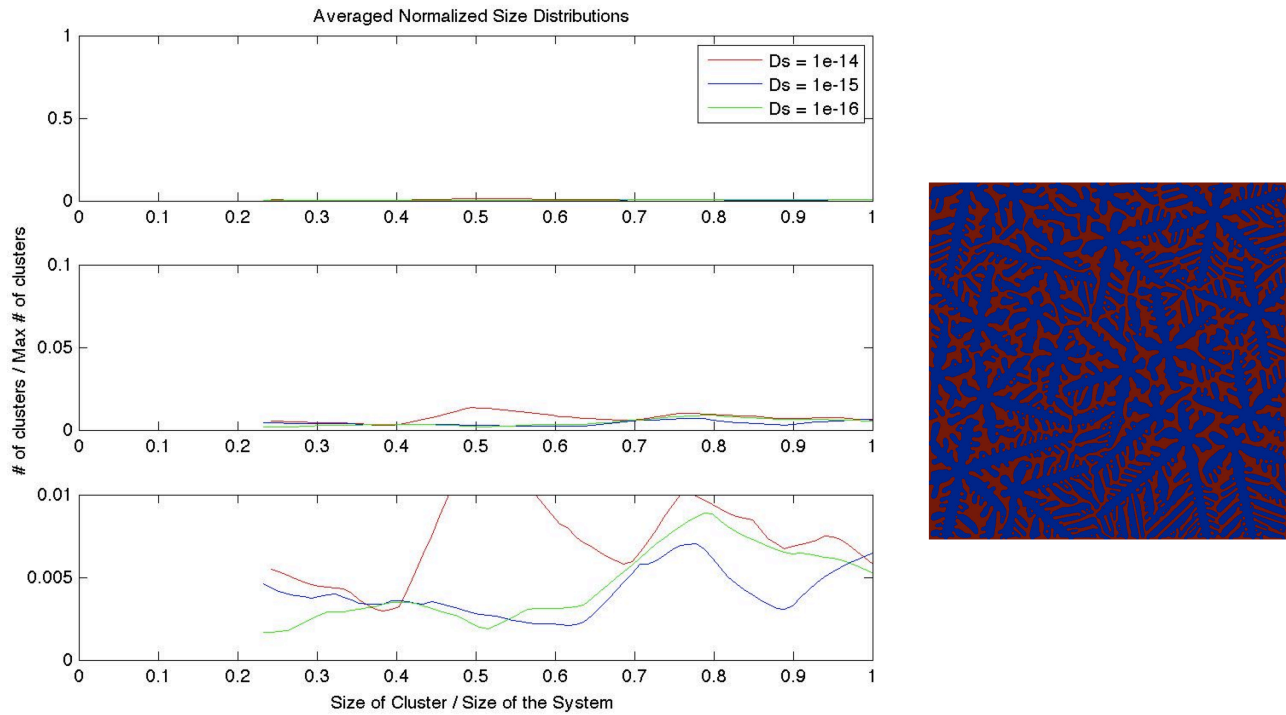 Averaged Normalized Size Distributions
1
0.5
0
0 0.1 0.2 0.3 0.4 0.5 0.6 0.7 0.8 0.9 1
Ds = 1e-14
Ds = 1e-15
Ds = 1e-16
# of clusters / Max # of clusters
0.1
0.05
0
0 0.1 0.2 0.3 0.4 0.5 0.6 0.7 0.8 0.9 1
0.01
0.005
0
0 0.1 0.2 0.3 0.4 0.5 0.6 0.7 0.8 0.9 1
Size of Cluster / Size of the System